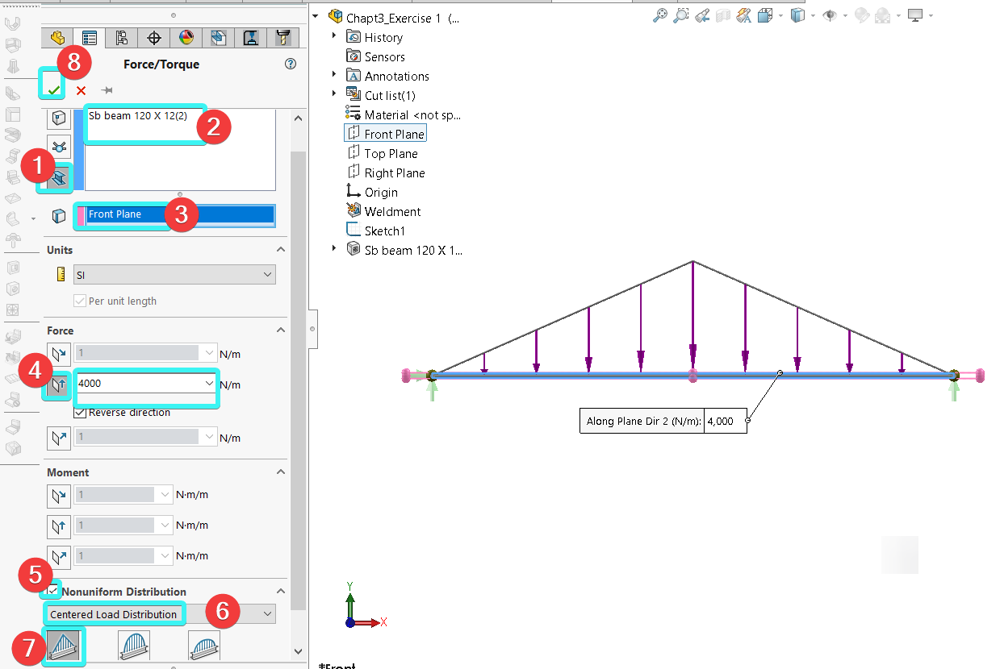 8
Force/Torque
Sb beam 120 X 12(2)
2
1
Front Plane
3
Units
SI
Per unit length
Force
1
N/m
4
4000
N/m
Reverse direction
1
N/m
Moment
1
N·m/m
1
N·m/m
1
N·m/m
5
Nonuniform Distribution
Centered Load Distribution
6
7
Chapt3_Exercise 1 (...
History
Sensors
A
Annotations
Cut list(1)
Material <not sp...
Front Plane
Top Plane
Right Plane
Origin
Weldment
Sketch1
Sb beam 120 X 1...
Along Plane Dir 2 (N/m): 4,000
Y
X
*Front